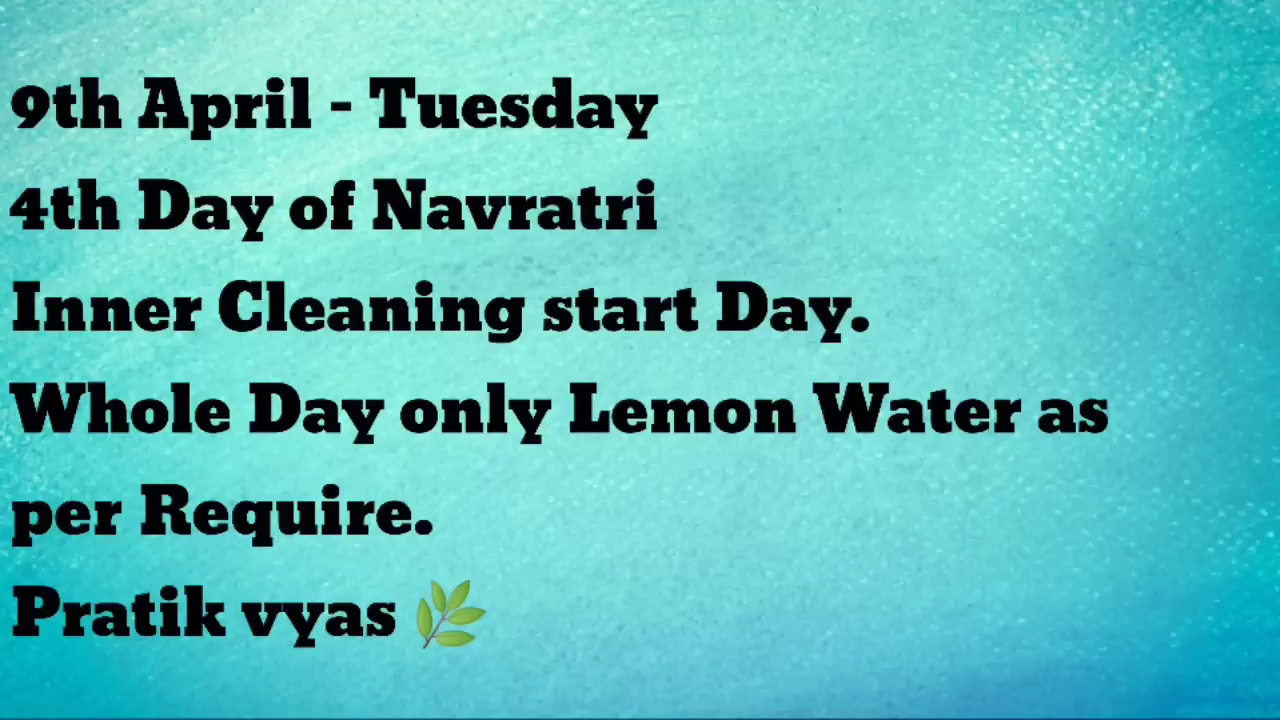 9th April - Tuesday
4th Day of Navratri
Inner Cleaning start Day.
Whole Day only Lemon Water as
per Require.
Pratik vyas 🌿